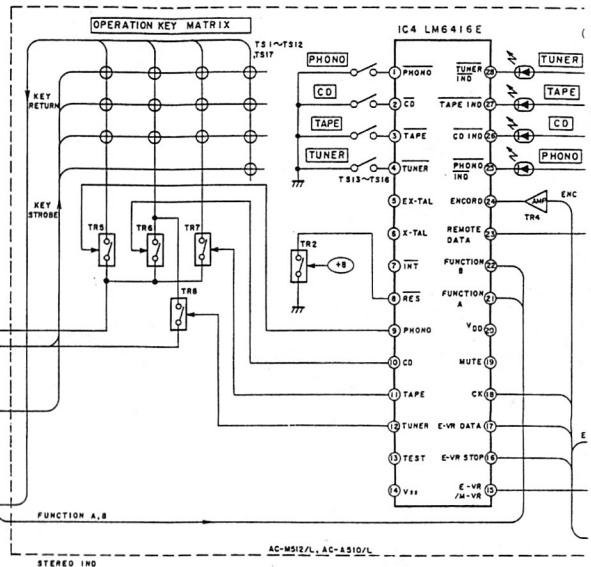 OPERATION KEY MATRIX
TS1~TS12
,TS17
KEY
RETURN
KEY
STROBE
PHONO
CD
TAPE
TUNER
TS13~TS16
TR5
TR6
TR7
TR8
TR2
+B
IC4 LM6416E
1 PHONO
2 CD
3 TAPE
4 TUNER
5 EX-TAL
6 X-TAL
7 INT
8 RES
9 PHONO
10 CD
11 TAPE
12 TUNER
13 TEST
14 Vss
TUNER IND 28
TAPE IND 27
CD IND 26
PHONO IND 25
ENCORD 24
REMOTE DATA 23
FUNCTION B 22
FUNCTION A 21
VDD 20
MUTE 19
CK 18
E-VR DATA 17
E-VR STOP 16
E-VR /M-VR 15
TUNER
TAPE
CD
PHONO
AMP
TR4
ENC
E
FUNCTION A,B
AC-M512/L, AC-A510/L
STEREO IND